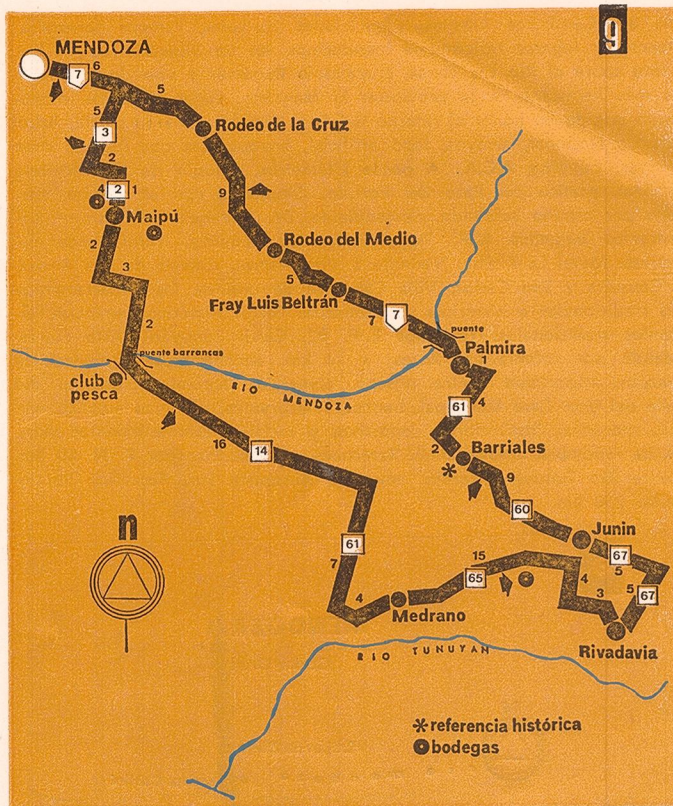 9
MENDOZA
7
6
5
5
3
Rodeo de la Cruz
2
4
2
1
9
Maipú
2
Rodeo del Medio
3
5
Fray Luis Beltrán
7
7
puente
2
Palmira
puente barrancas
1
club
pesca
RIO MENDOZA
4
61
16
14
2
Barriales
*
9
60
Junin
n
61
67
15
5
7
65
4
5
67
4
3
Medrano
Rivadavia
RIO TUNUYAN
* referencia histórica
bodegas